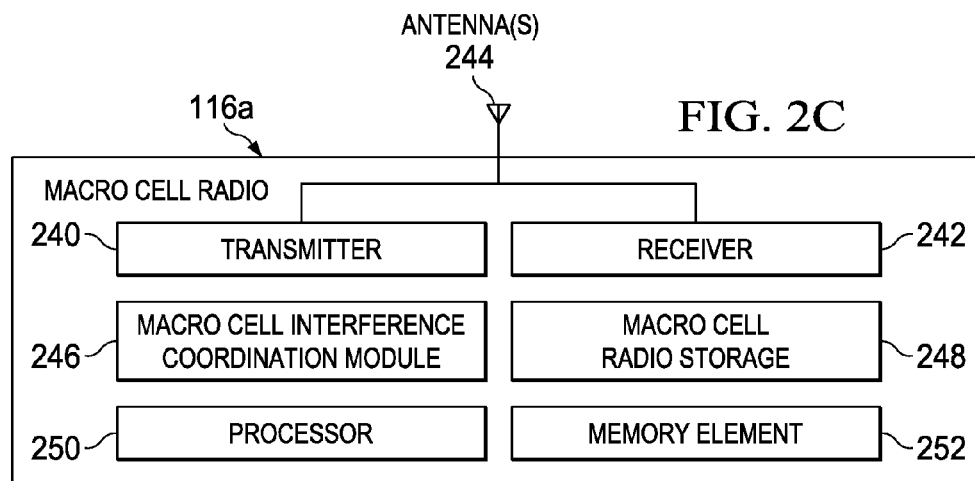 ANTENNA(S)
244
116a
FIG. 2C
MACRO CELL RADIO
240
TRANSMITTER
RECEIVER
242
246
MACRO CELL INTERFERENCE
COORDINATION MODULE
MACRO CELL
RADIO STORAGE
248
250
PROCESSOR
MEMORY ELEMENT
252